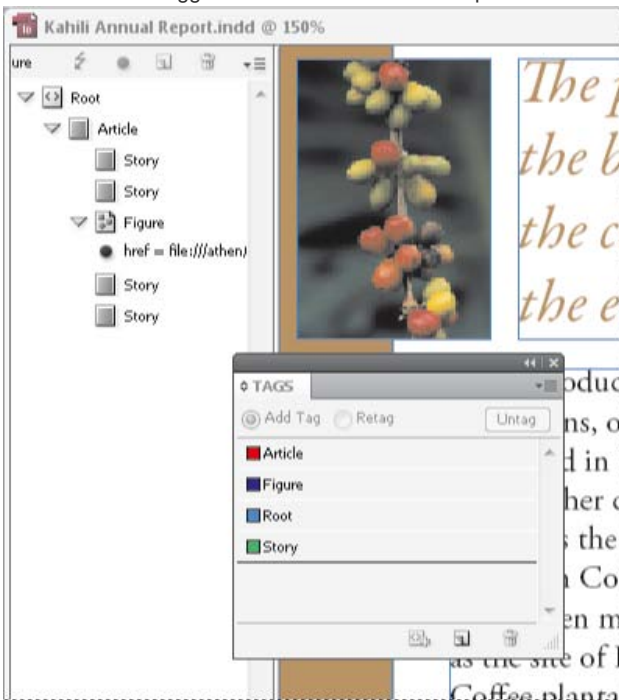 Kahili Annual Report.indd @ 150%
ure
Root
Article
Story
Story
Figure
href = file:///athen/
Story
Story
The p
the b
the c
the e
TAGS
Add Tag
Retag
Untag
Article
Figure
Root
Story
oduc
ns, o
d in
her c
s the
n Co
en m
as the site of l
Coffee planta